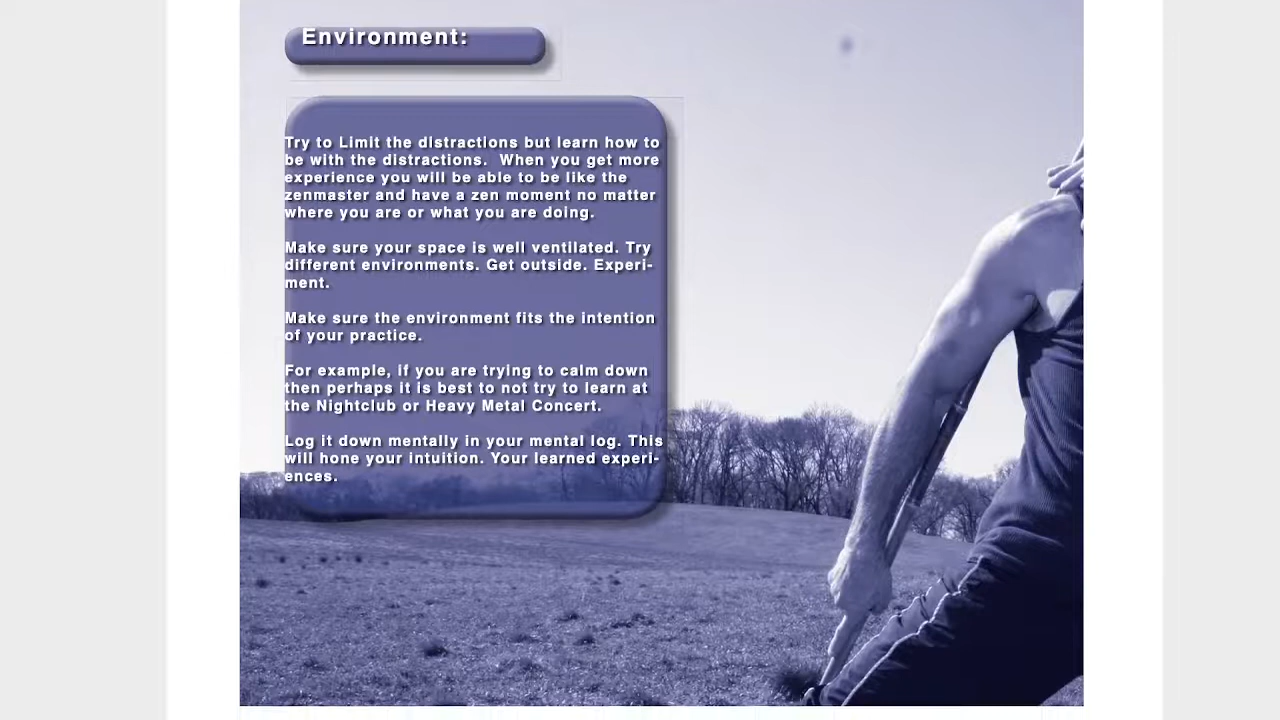 Environment:
Try to Limit the distractions but learn how to
be with the distractions.  When you get more
experience you will be able to be like the
zenmaster and have a zen moment no matter
where you are or what you are doing.
Make sure your space is well ventilated. Try
different environments. Get outside. Experi-
ment.
Make sure the environment fits the intention
of your practice.
For example, if you are trying to calm down
then perhaps it is best to not try to learn at
the Nightclub or Heavy Metal Concert.
Log it down mentally in your mental log. This
will hone your intuition. Your learned experi-
ences.